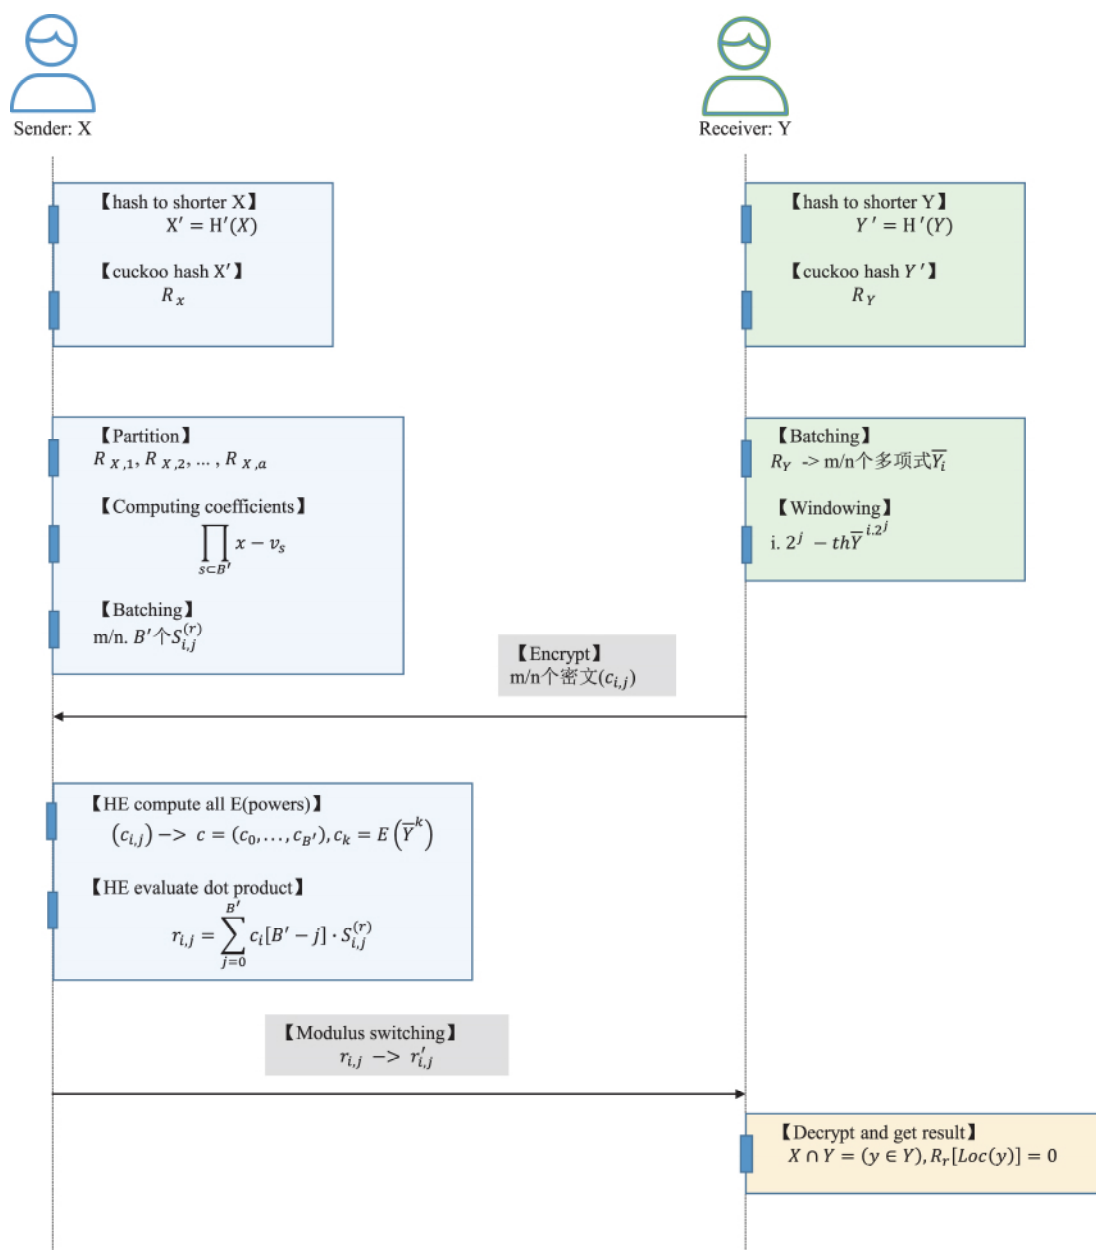 Sender: X
Receiver: Y
【hash to shorter X】
X′ = H′(X)
【cuckoo hash X′】
R_x
【hash to shorter Y】
Y′ = H′(Y)
【cuckoo hash Y′】
R_Y
【Partition】
R_{X,1}, R_{X,2}, … , R_{X,a}
【Computing coefficients】
∏_{s⊂B′} x − v_s
【Batching】
m/n. B′个S_{i,j}^{(r)}
【Batching】
R_Y -> m/n个多项式Y̅_i
【Windowing】
i. 2^j − thY̅^{i.2^j}
【Encrypt】
m/n个密文(c_{i,j})
【HE compute all E(powers)】
(c_{i,j}) −> c = (c_0, … , c_{B′}), c_k = E(Y̅^k)
【HE evaluate dot product】
r_{i,j} = ∑_{j=0}^{B′} c_i[B′ − j] · S_{i,j}^{(r)}
【Modulus switching】
r_{i,j} −> r′_{i,j}
【Decrypt and get result】
X ∩ Y = (y ∈ Y), R_r[Loc(y)] = 0